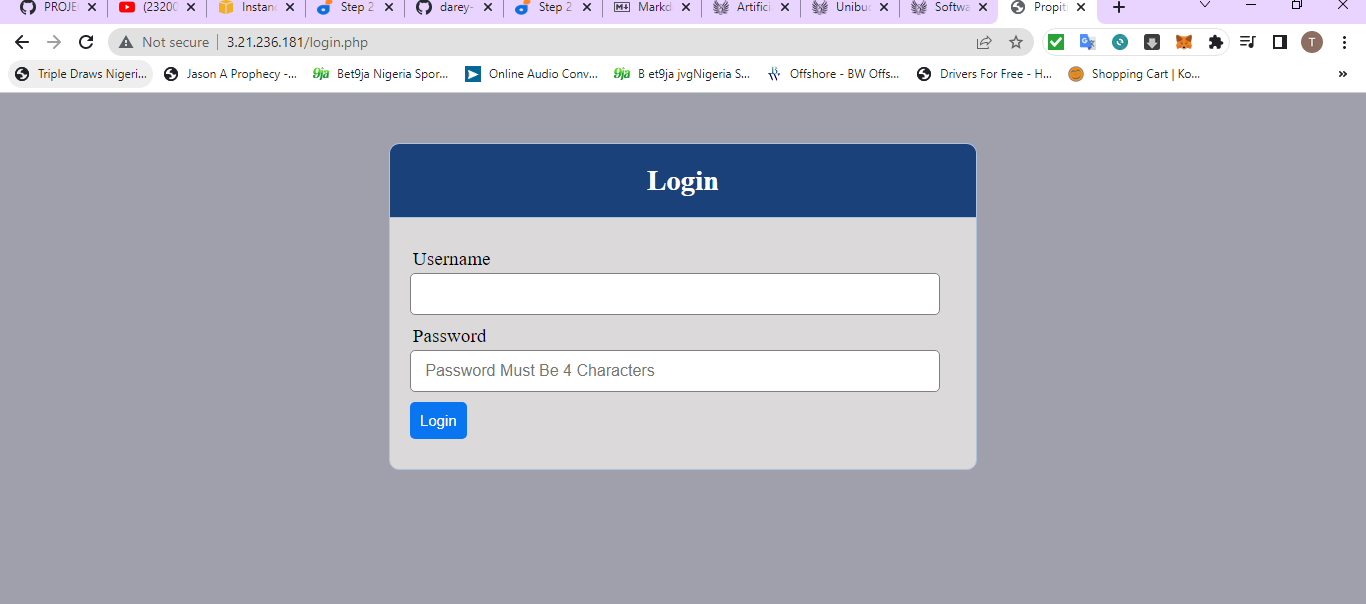 PROJE (23200 Instanc Step 2 darey- Step 2 Markd Artifici Unibu Softwa Propit
Not secure 3.21.236.181/login.php T
Triple Draws Nigeri... Jason A Prophecy -... 9ja Bet9ja Nigeria Spor... Online Audio Conv... 9ja B et9ja jvgNigeria S... Offshore - BW Offs... Drivers For Free - H... Shopping Cart | Ko... »
Login
Username
Password
Password Must Be 4 Characters
Login